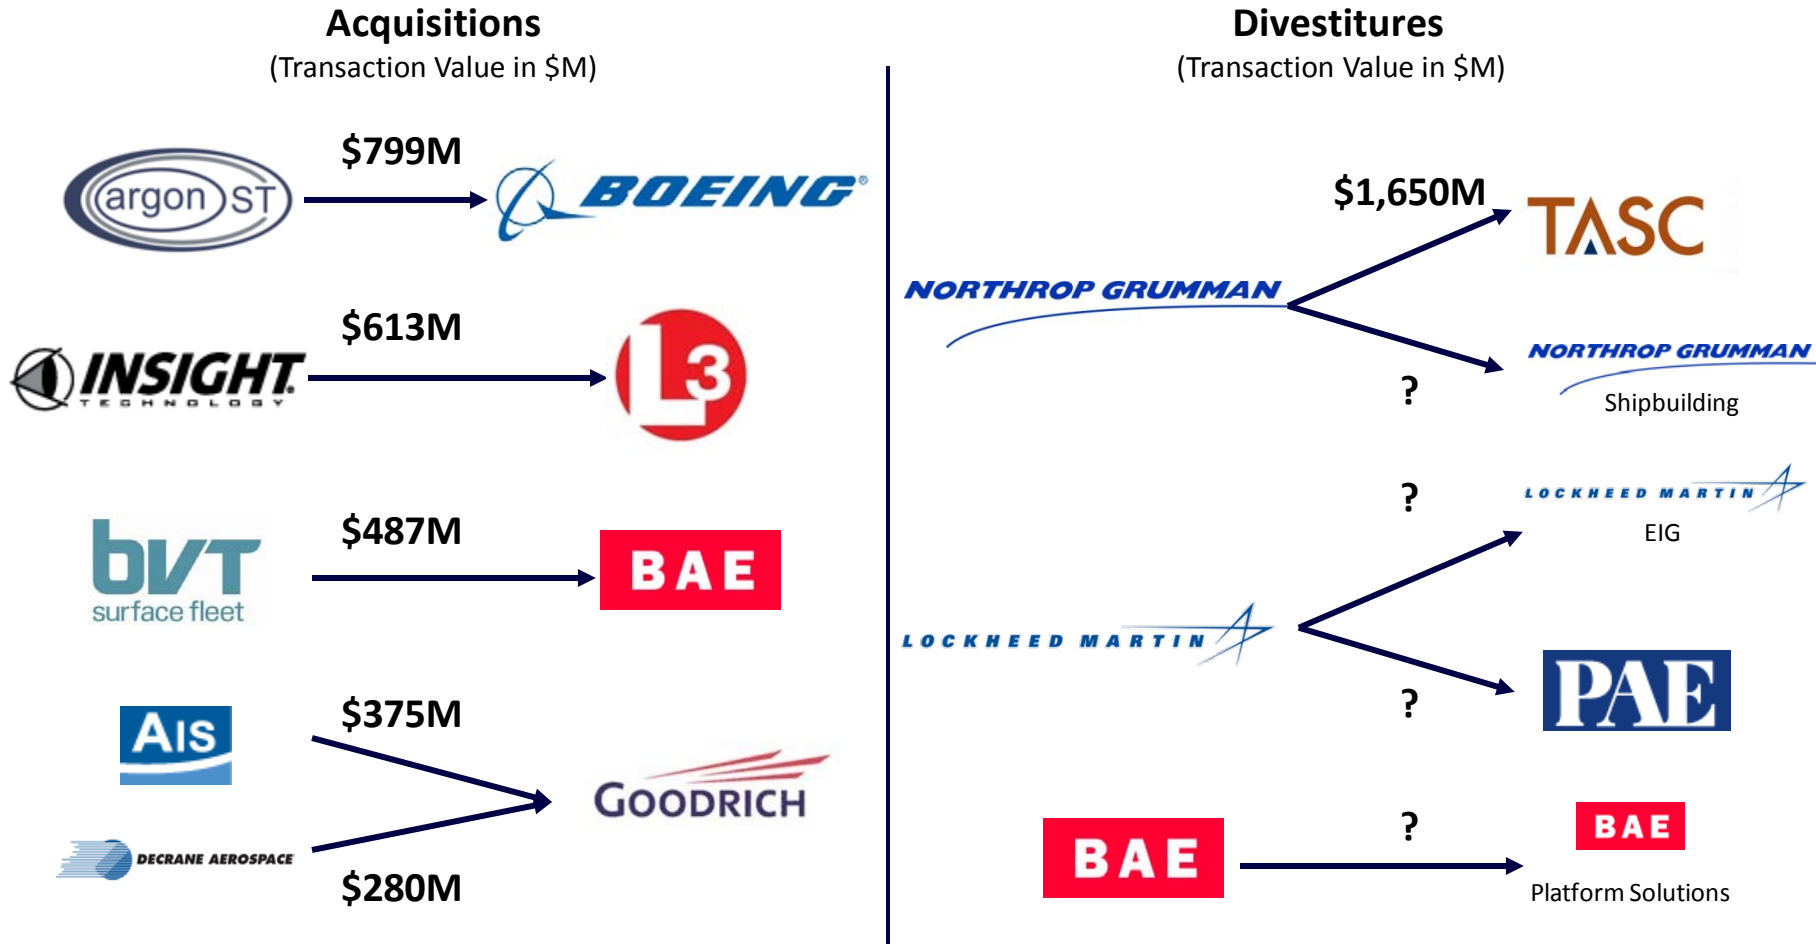 Acquisitions
(Transaction Value in $M)
$799M
argon ST
BOEING®
$613M
INSIGHT
TECHNOLOGY
L3
$487M
bvt
surface fleet
BAE
$375M
AIS
GOODRICH
DECRANE AEROSPACE
$280M
Divestitures
(Transaction Value in $M)
$1,650M
TASC
NORTHROP GRUMMAN
?
NORTHROP GRUMMAN
Shipbuilding
?
LOCKHEED MARTIN
EIG
LOCKHEED MARTIN
?
PAE
?
BAE
BAE
Platform Solutions